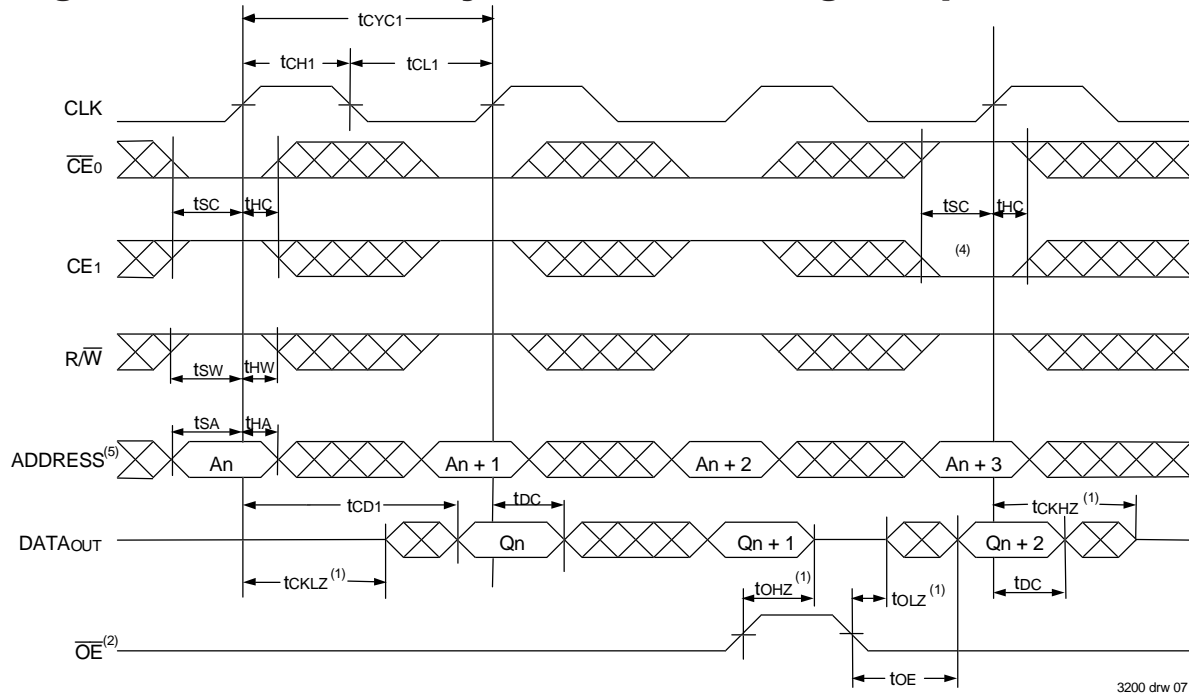 tCYC1
tCH1
tCL1
CLK
CE0
tSC
tHC
tSC
tHC
CE1
(4)
R/W
tSW
tHW
tSA
tHA
ADDRESS(5)
An
An + 1
An + 2
An + 3
tCD1
tDC
tCKHZ (1)
DATAOUT
Qn
Qn + 1
Qn + 2
tCKLZ (1)
tOHZ (1)
tOLZ (1)
tDC
OE(2)
tOE
3200 drw 07